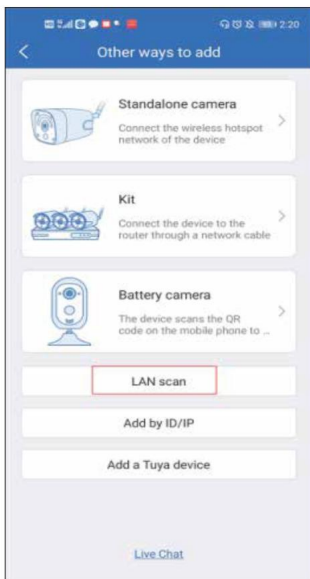 2:20
Other ways to add
Standalone camera
Connect the wireless hotspot
network of the device
Kit
Connect the device to the
router through a network cable
Battery camera
The device scans the QR
code on the mobile phone to ...
LAN scan
Add by ID/IP
Add a Tuya device
Live Chat